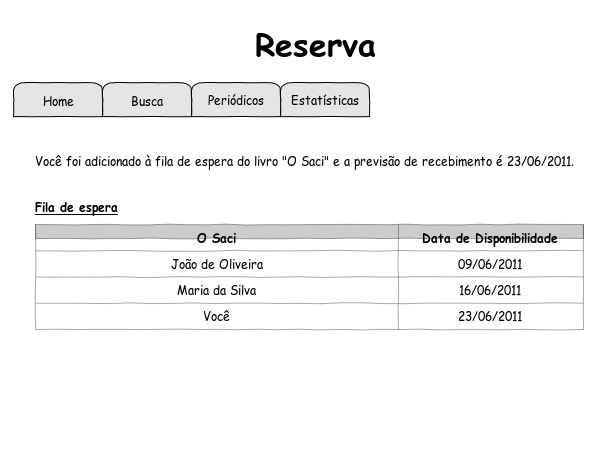 Reserva
Home Busca Periódicos Estatísticas
Você foi adicionado à fila de espera do livro "O Saci" e a previsão de recebimento é 23/06/2011.
Fila de espera
O Saci Data de Disponibilidade
João de Oliveira 09/06/2011
Maria da Silva 16/06/2011
Você 23/06/2011